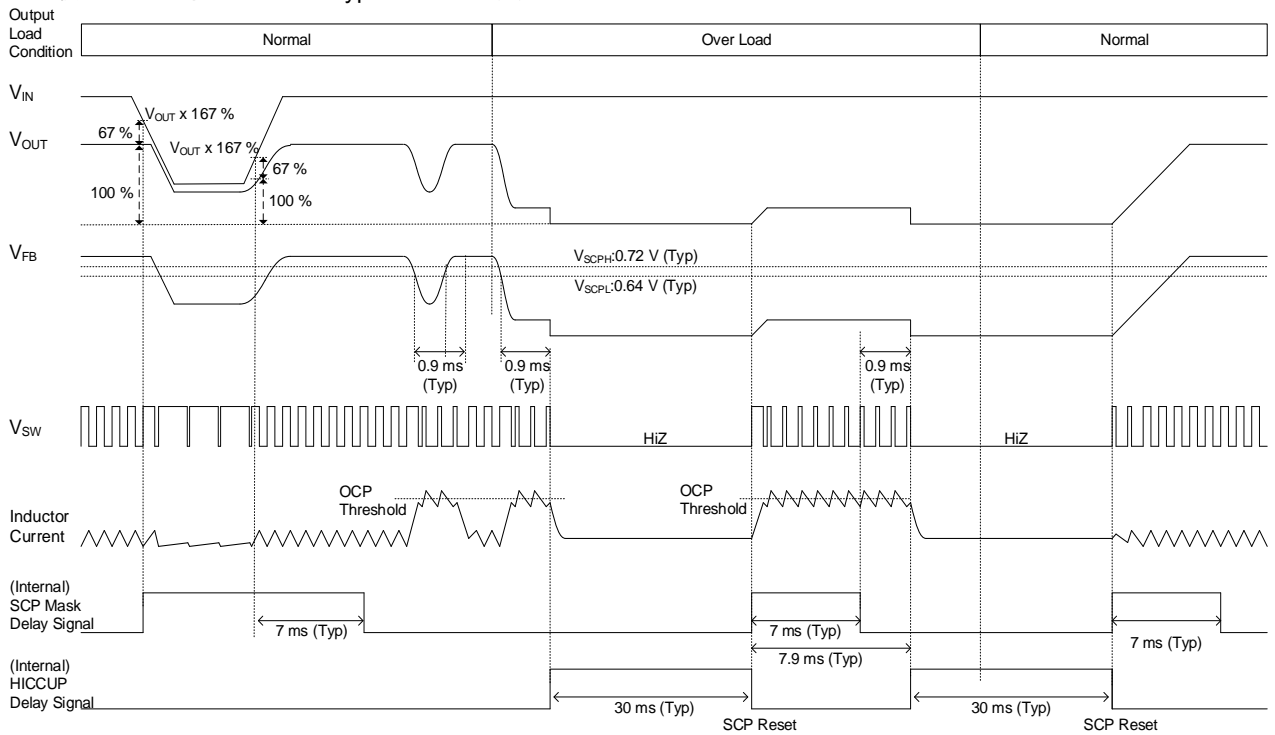 Typ
Output
Load
Condition
Normal
Over Load
Normal
VIN
VOUT x 167 %
67 %
VOUT
VOUT x 167 %
67 %
100 %
100 %
VFB
VSCPH:0.72 V (Typ)
VSCPL:0.64 V (Typ)
0.9 ms
(Typ)
0.9 ms
(Typ)
0.9 ms
(Typ)
VSW
HiZ
HiZ
OCP
Threshold
OCP
Threshold
Inductor
Current
(Internal)
SCP Mask
Delay Signal
7 ms (Typ)
7 ms (Typ)
7 ms (Typ)
7.9 ms (Typ)
(Internal)
HICCUP
Delay Signal
30 ms (Typ)
30 ms (Typ)
SCP Reset
SCP Reset